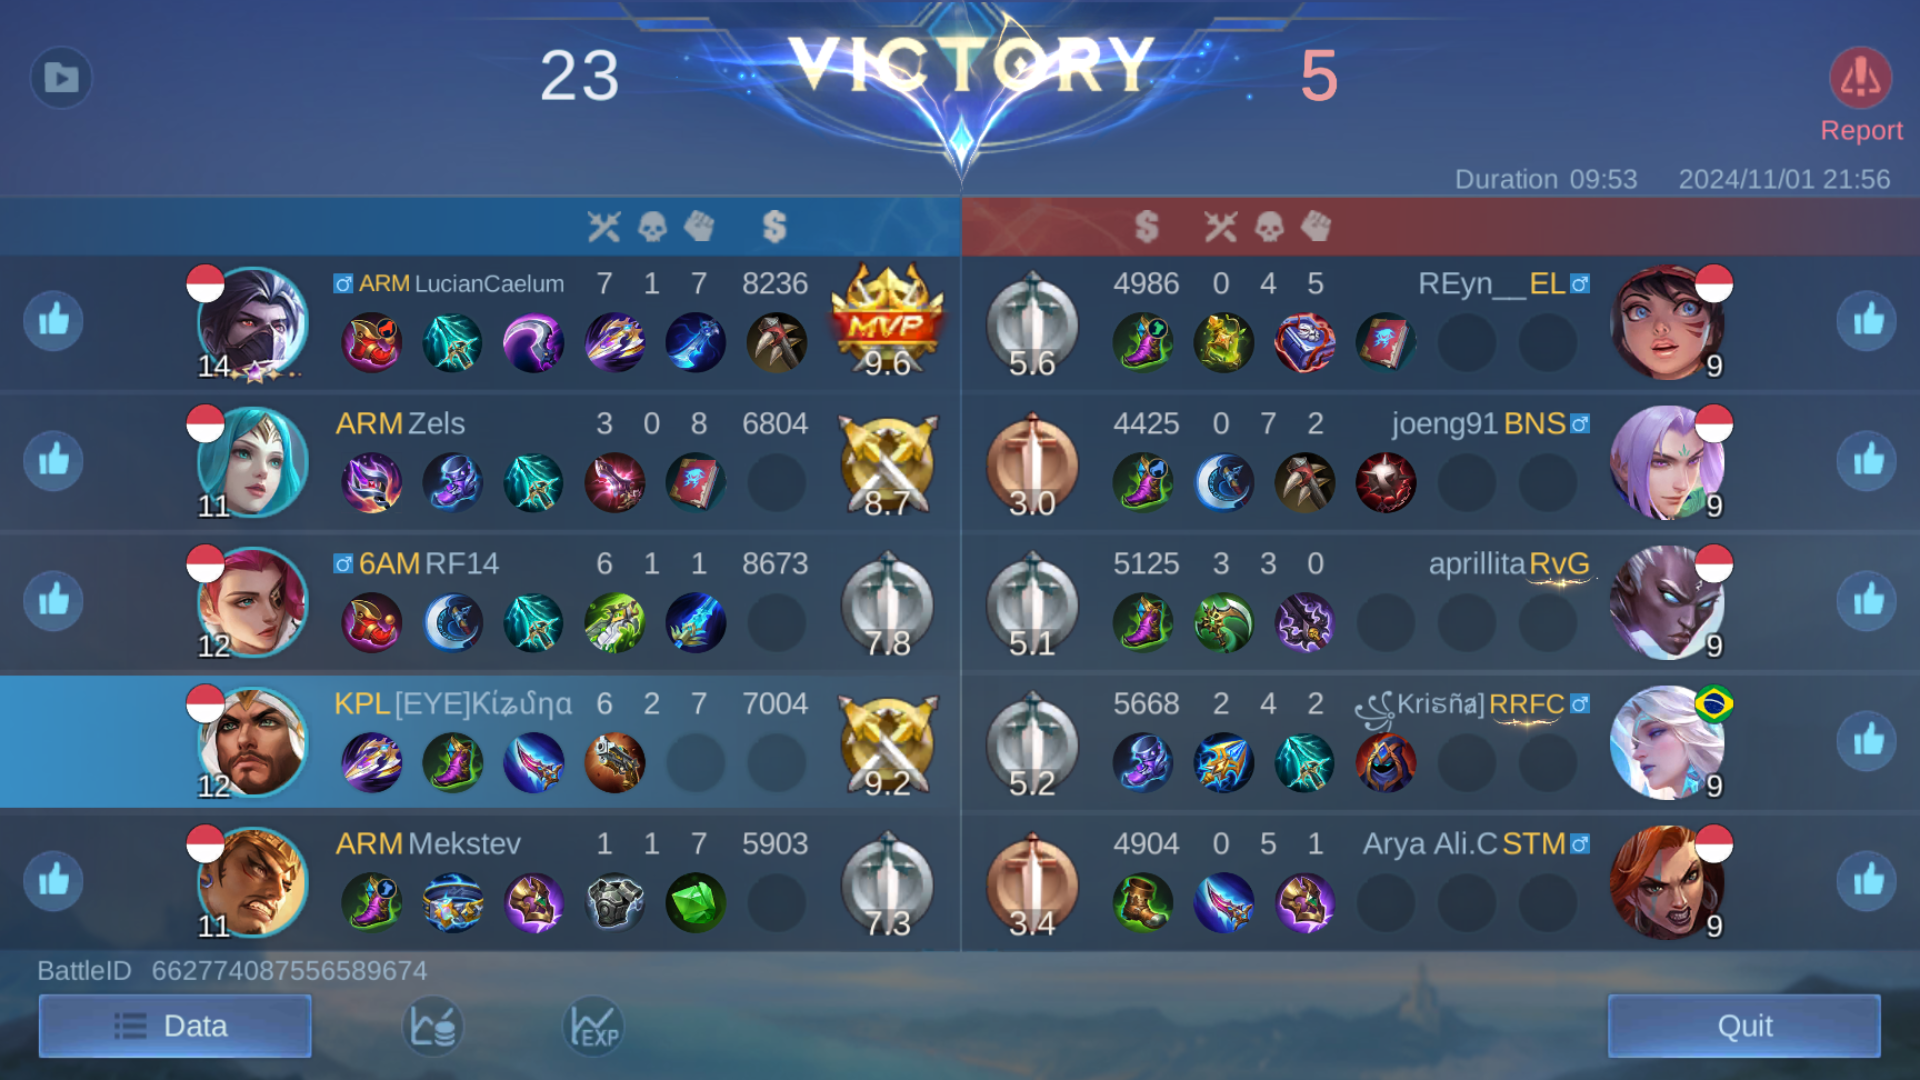 23 VICTORY 5
Report
Duration 09:53 2024/11/01 21:56
14 ARM LucianCaelum 7 1 7 8236 MVP 9.6
5.6 4986 0 4 5 REyn__ EL 9
11 ARM Zels 3 0 8 6804 8.7
3.0 4425 0 7 2 joeng91 BNS 9
12 6AM RF14 6 1 1 8673 7.8
5.1 5125 3 3 0 aprillita RvG 9
12 KPL [EYE] 6 2 7 7004 9.2
5.2 5668 2 4 2 RRFC 9
11 ARM Mekstev 1 1 7 5903 7.3
3.4 4904 0 5 1 Arya Ali.C STM 9
BattleID 662774087556589674
Data
EXP
Quit